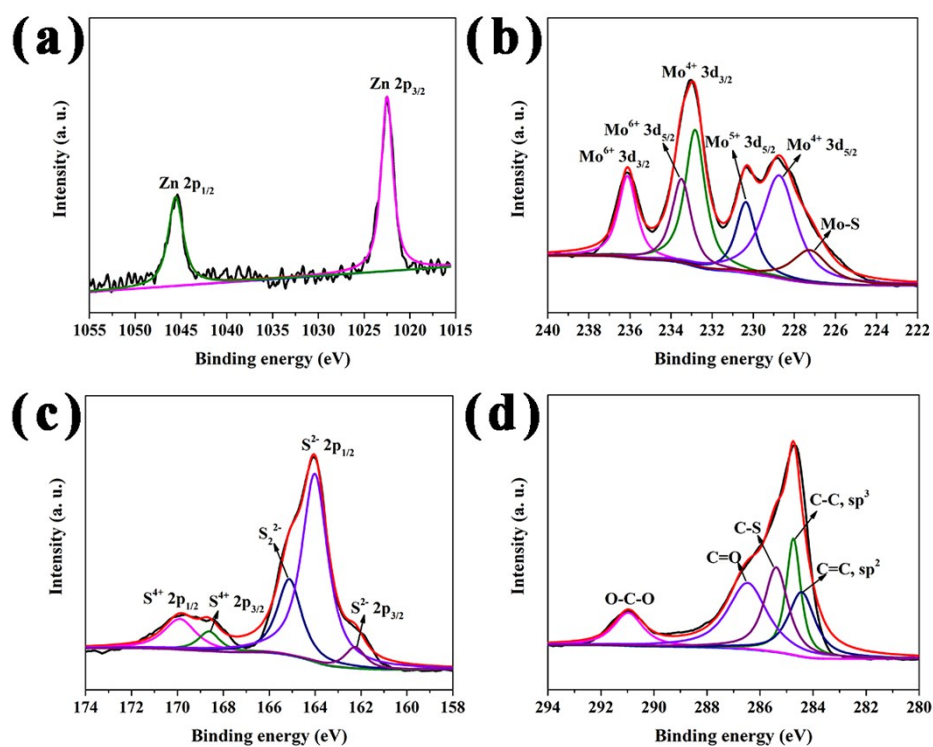 (a)
Zn 2p1/2
Zn 2p3/2
Intensity (a. u.)
1055 1045 1040 1035 1030 1025 1020 1015
Binding energy (eV)
(b)
Mo4+ 3d3/2
Mo6+ 3d5/2
Mo6+ 3d3/2
Mo5+ 3d5/2
Mo4+ 3d5/2
Mo-S
Intensity (a. u.)
240 238 236 234 232 230 228 226 224 222
Binding energy (eV)
(c)
S2- 2p1/2
S2 2-
S4+ 2p1/2
S4+ 2p3/2
S2- 2p3/2
Intensity (a. u.)
174 172 170 168 166 164 162 160 158
Binding energy (eV)
(d)
C-C, sp3
C-S
C=O
C=C, sp2
O-C-O
Intensity (a. u.)
294 292 290 288 286 284 282 280
Binding energy (eV)